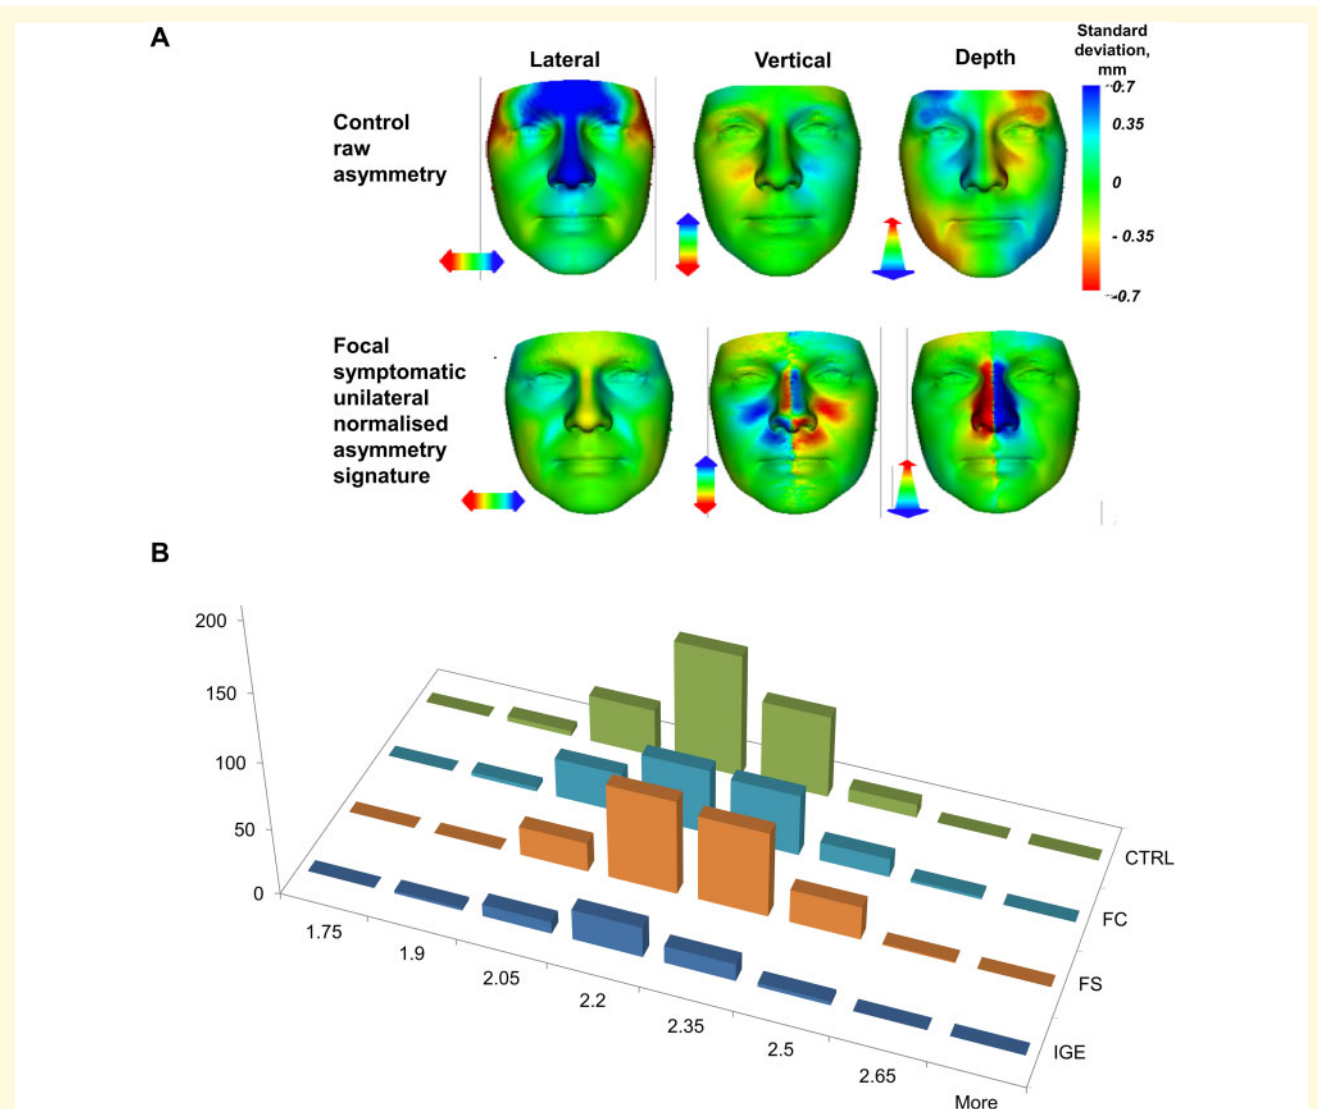 A
Lateral
Vertical
Depth
Standard
deviation,
mm
0.7
0.35
0
- 0.35
-0.7
Control
raw
asymmetry
Focal
symptomatic
unilateral
normalised
asymmetry
signature
B
200
150
100
50
0
1.75
1.9
2.05
2.2
2.35
2.5
2.65
More
CTRL
FC
FS
IGE